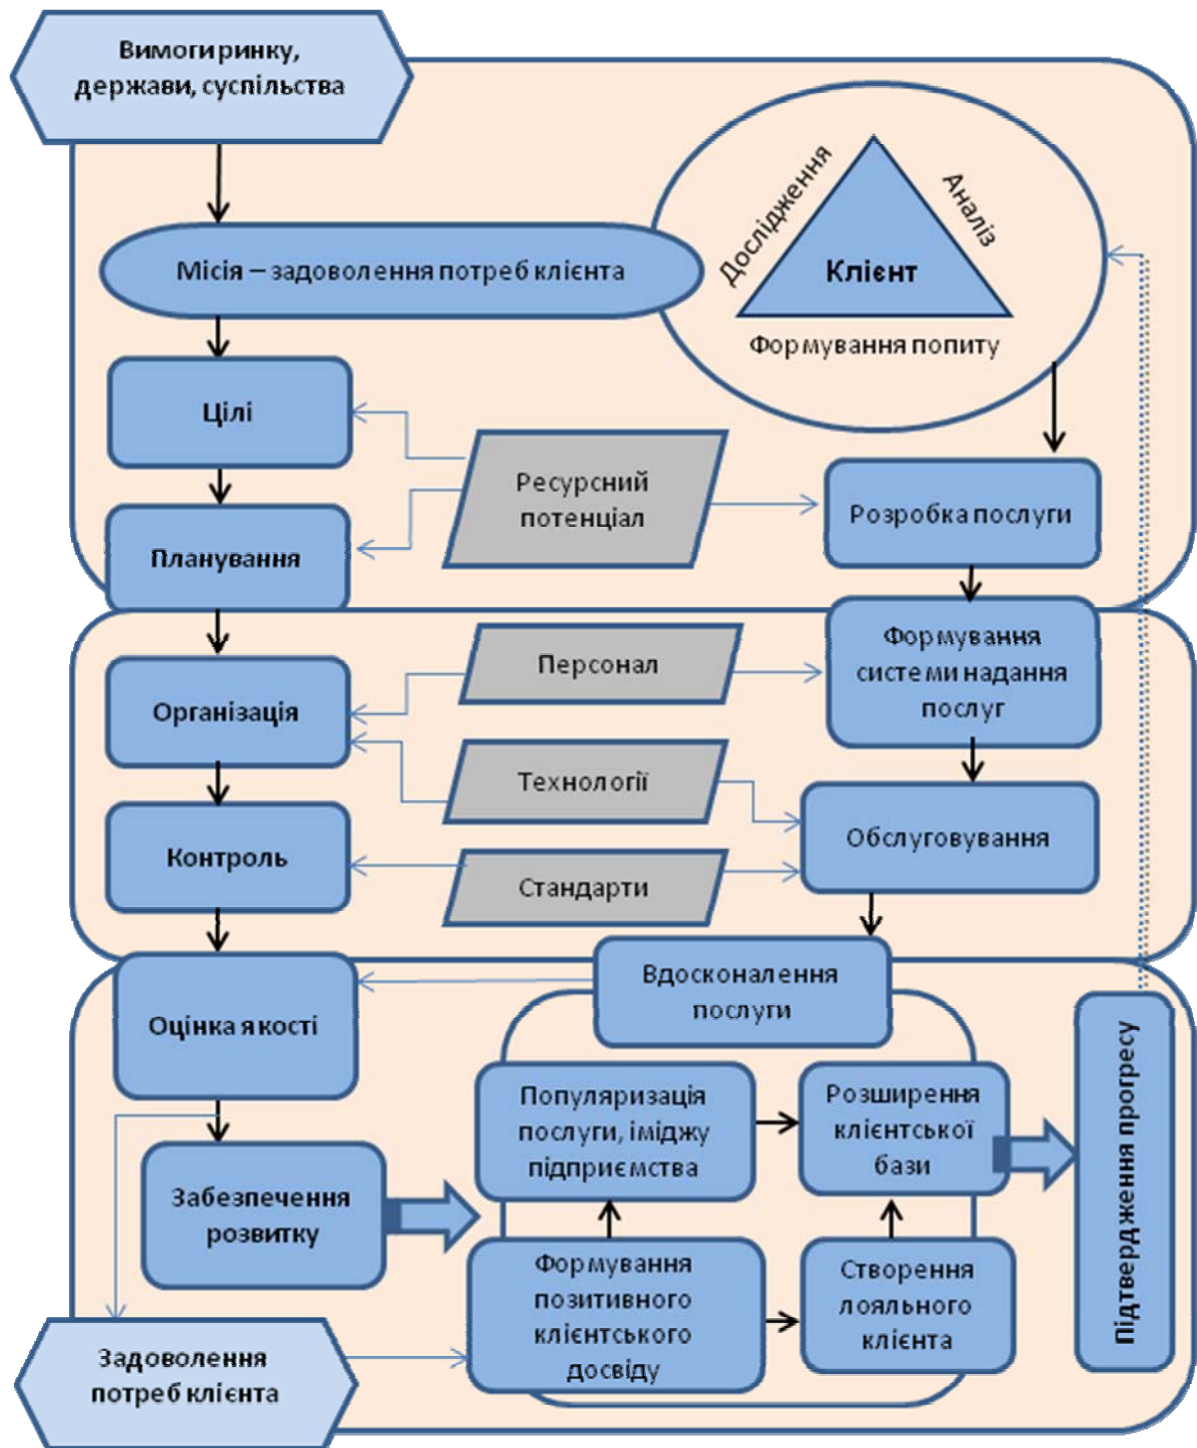 Вимоги ринку,
держави, суспільства
Дослідження
Аналіз
Клієнт
Формування попиту
Місія – задоволення потреб клієнта
Цілі
Ресурсний
потенціал
Розробка послуги
Планування
Персонал
Формування
системи надання
послуг
Організація
Технології
Обслуговування
Контроль
Стандарти
Вдосконалення
послуги
Оцінка якості
Популяризація
послуги, іміджу
підприємства
Розширення
клієнтської
бази
Підтвердження прогресу
Забезпечення
розвитку
Формування
позитивного
клієнтського
досвіду
Створення
лояльного
клієнта
Задоволення
потреб клієнта